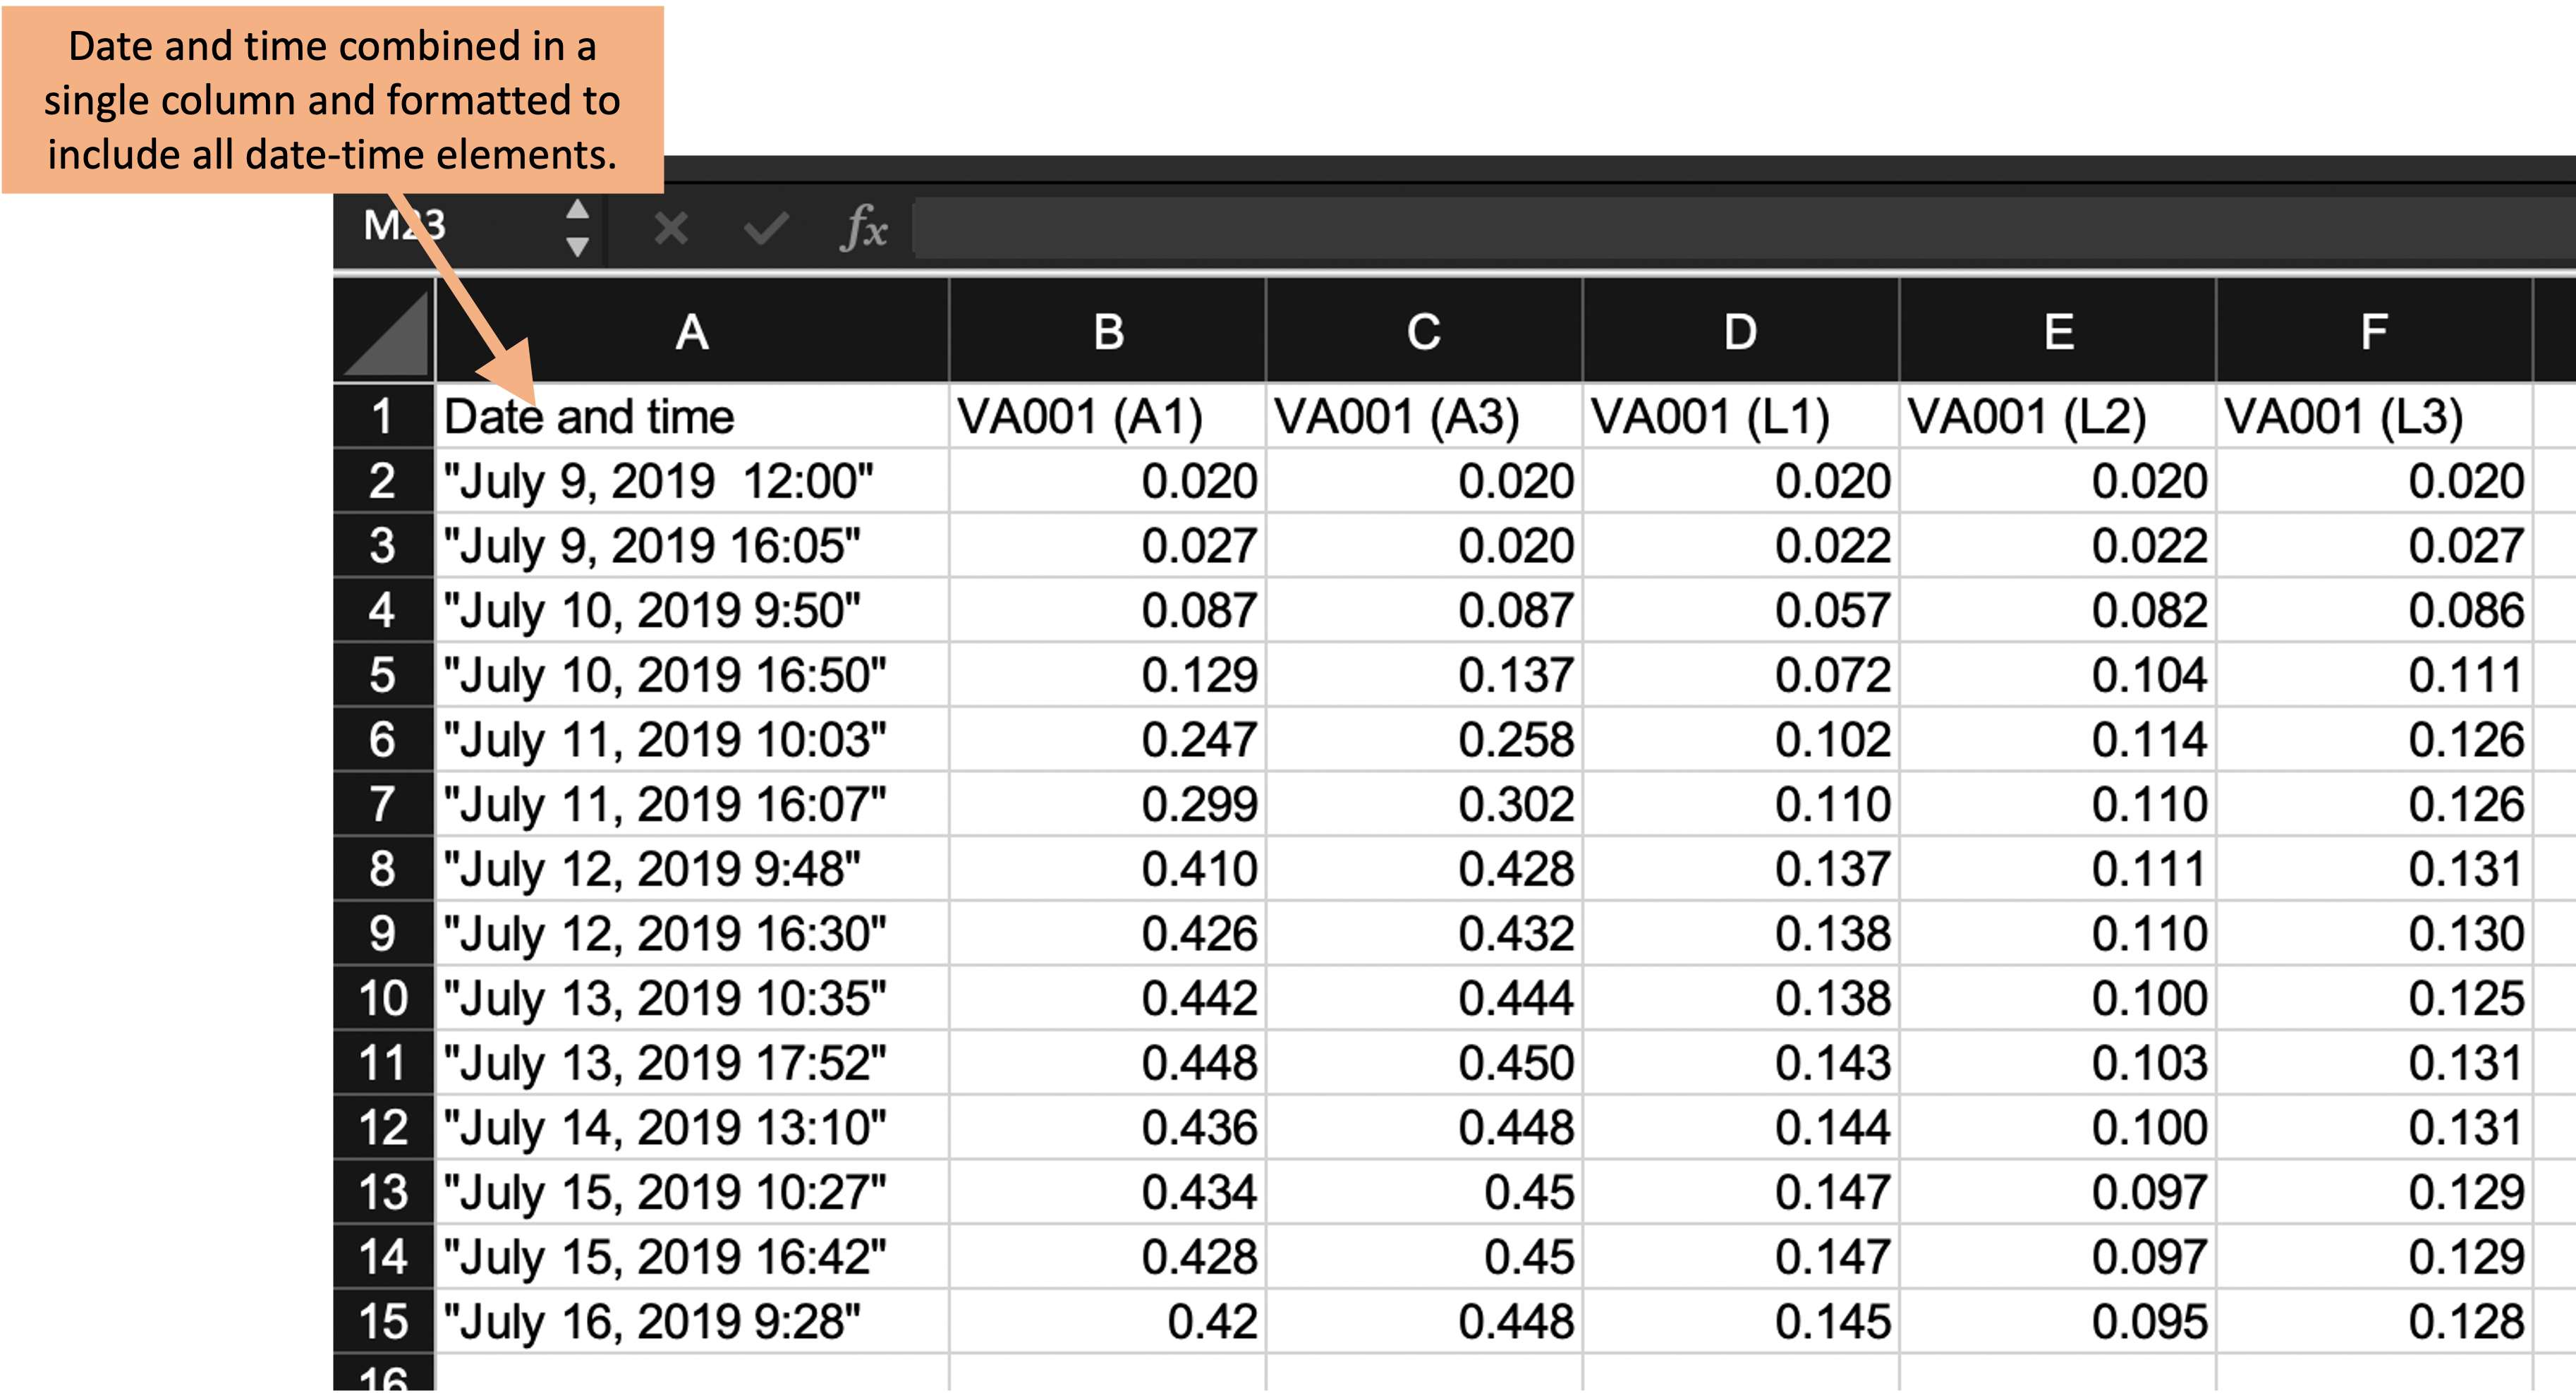 Date and time combined in a
single column and formatted to
include all date-time elements.
M23 fx
A B C D E F
1 Date and time VA001 (A1) VA001 (A3) VA001 (L1) VA001 (L2) VA001 (L3)
2 "July 9, 2019  12:00" 0.020 0.020 0.020 0.020 0.020
3 "July 9, 2019 16:05" 0.027 0.020 0.022 0.022 0.027
4 "July 10, 2019 9:50" 0.087 0.087 0.057 0.082 0.086
5 "July 10, 2019 16:50" 0.129 0.137 0.072 0.104 0.111
6 "July 11, 2019 10:03" 0.247 0.258 0.102 0.114 0.126
7 "July 11, 2019 16:07" 0.299 0.302 0.110 0.110 0.126
8 "July 12, 2019 9:48" 0.410 0.428 0.137 0.111 0.131
9 "July 12, 2019 16:30" 0.426 0.432 0.138 0.110 0.130
10 "July 13, 2019 10:35" 0.442 0.444 0.138 0.100 0.125
11 "July 13, 2019 17:52" 0.448 0.450 0.143 0.103 0.131
12 "July 14, 2019 13:10" 0.436 0.448 0.144 0.100 0.131
13 "July 15, 2019 10:27" 0.434 0.45 0.147 0.097 0.129
14 "July 15, 2019 16:42" 0.428 0.45 0.147 0.097 0.129
15 "July 16, 2019 9:28" 0.42 0.448 0.145 0.095 0.128
16